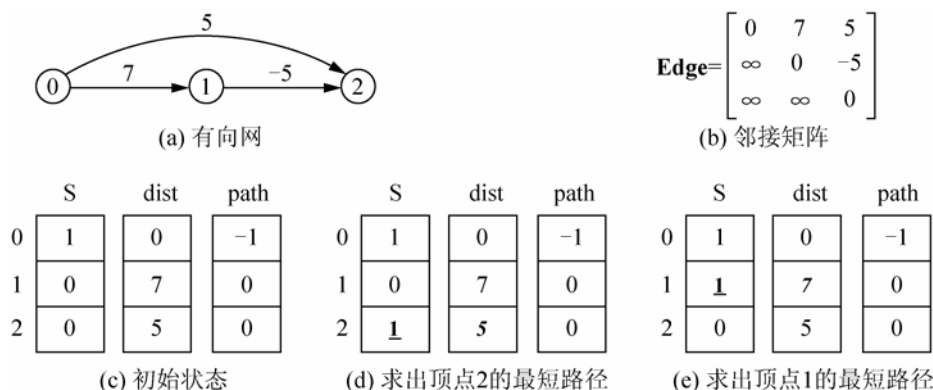 5
7
−5
0
1
2
(a) 有向网
Edge=
0 7 5
∞ 0 −5
∞ ∞ 0
(b) 邻接矩阵
S dist path
0 1 0 −1
1 0 7 0
2 0 5 0
(c) 初始状态
S dist path
0 1 0 −1
1 0 7 0
2 1 5 0
(d) 求出顶点2的最短路径
S dist path
0 1 0 −1
1 1 7 0
2 0 5 0
(e) 求出顶点1的最短路径